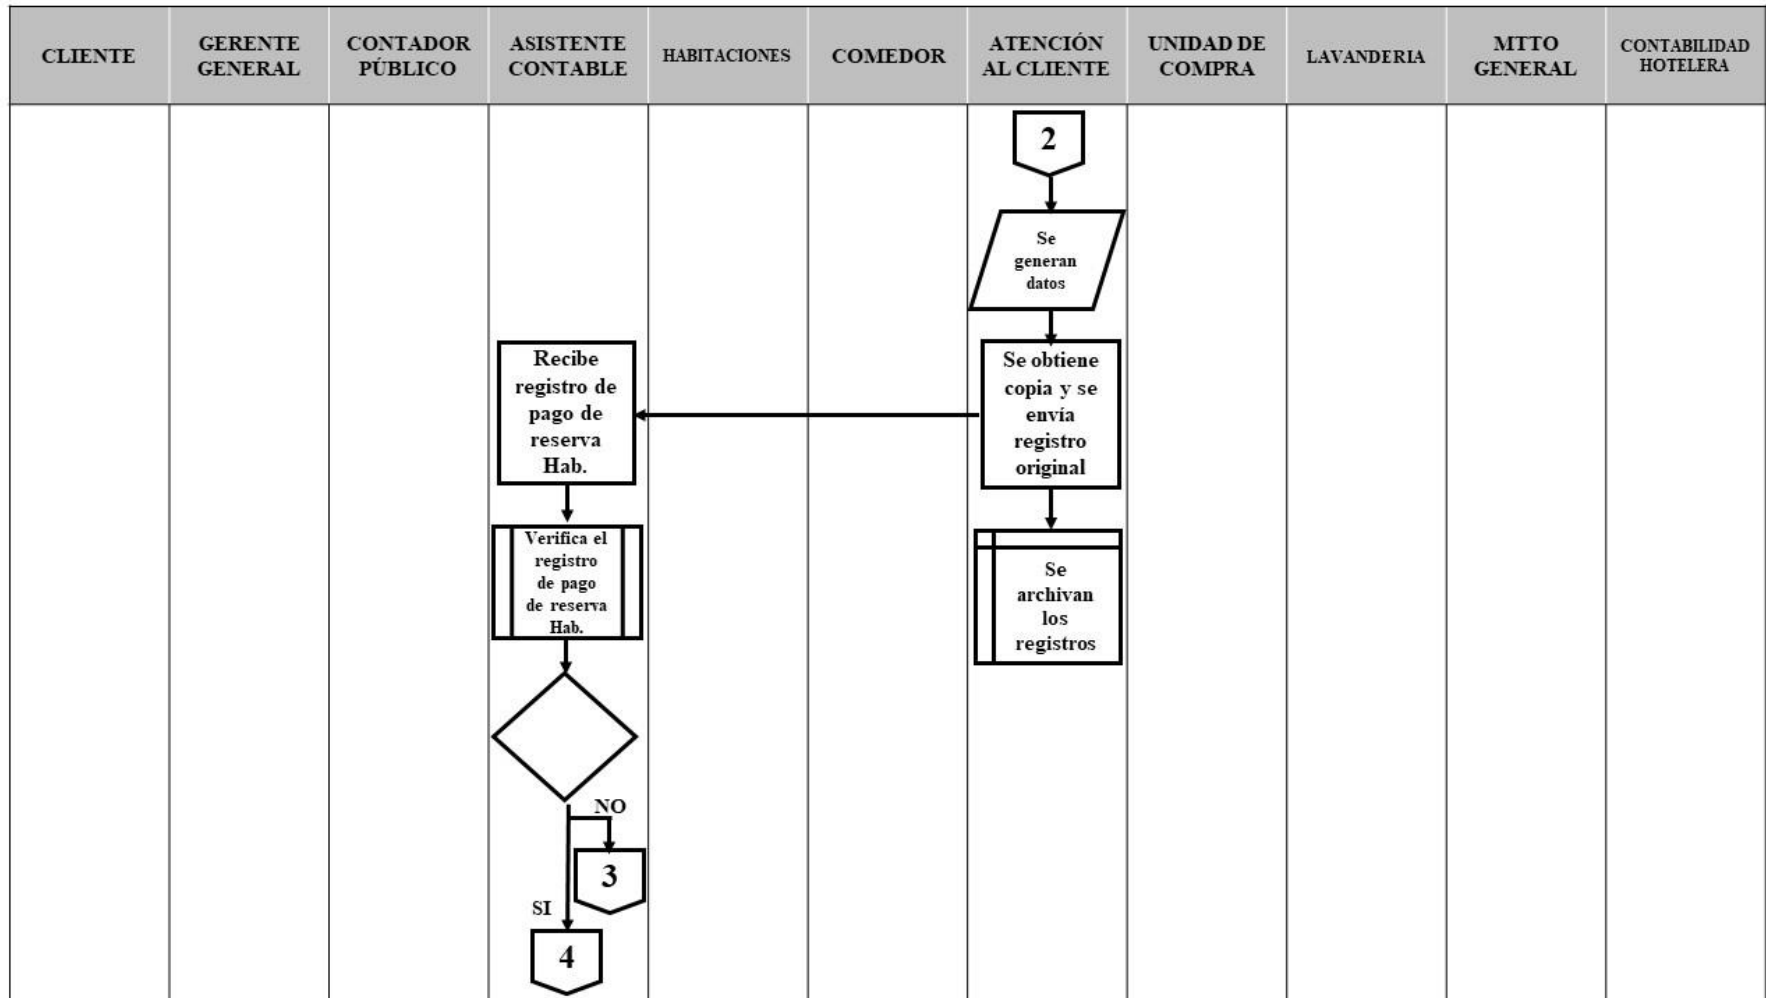 CLIENTE
GERENTE
GENERAL
CONTADOR
PÚBLICO
ASISTENTE
CONTABLE
HABITACIONES
COMEDOR
ATENCIÓN
AL CLIENTE
UNIDAD DE
COMPRA
LAVANDERIA
MTTO
GENERAL
CONTABILIDAD
HOTELERA
2
Se
generan
datos
Se obtiene
copia y se
envía
registro
original
Recibe
registro de
pago de
reserva
Hab.
Verifica el
registro
de pago
de reserva
Hab.
Se
archivan
los
registros
NO
3
SI
4